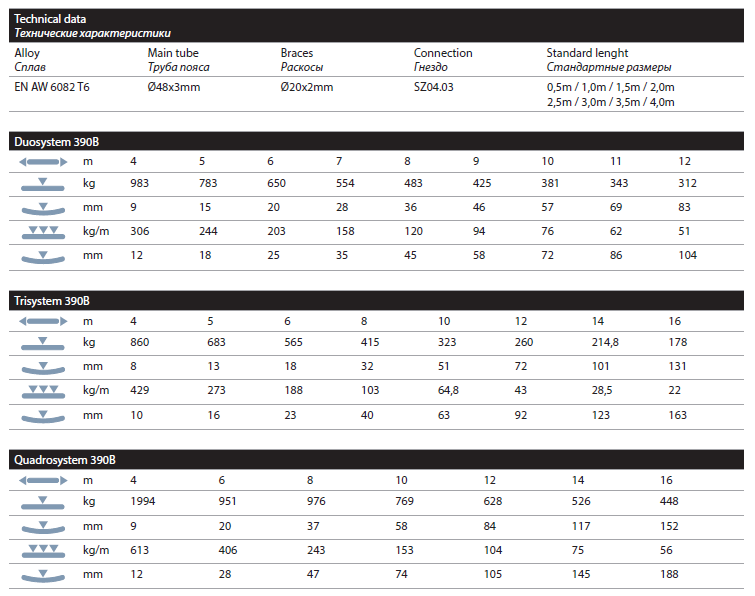 Technical data
Технические характеристики
Alloy Main tube Braces Connection Standard lenght
Сплав Труба пояса Раскосы Гнездо Стандартные размеры
EN AW 6082 T6 Ø48x3mm Ø20x2mm SZ04.03 0,5m / 1,0m / 1,5m / 2,0m
2,5m / 3,0m / 3,5m / 4,0m
Duosystem 390B
m 4 5 6 7 8 9 10 11 12
kg 983 783 650 554 483 425 381 343 312
mm 9 15 20 28 36 46 57 69 83
kg/m 306 244 203 158 120 94 76 62 51
mm 12 18 25 35 45 58 72 86 104
Trisystem 390B
m 4 5 6 8 10 12 14 16
kg 860 683 565 415 323 260 214,8 178
mm 8 13 18 32 51 72 101 131
kg/m 429 273 188 103 64,8 43 28,5 22
mm 10 16 23 40 63 92 123 163
Quadrosystem 390B
m 4 6 8 10 12 14 16
kg 1994 951 976 769 628 526 448
mm 9 20 37 58 84 117 152
kg/m 613 406 243 153 104 75 56
mm 12 28 47 74 105 145 188